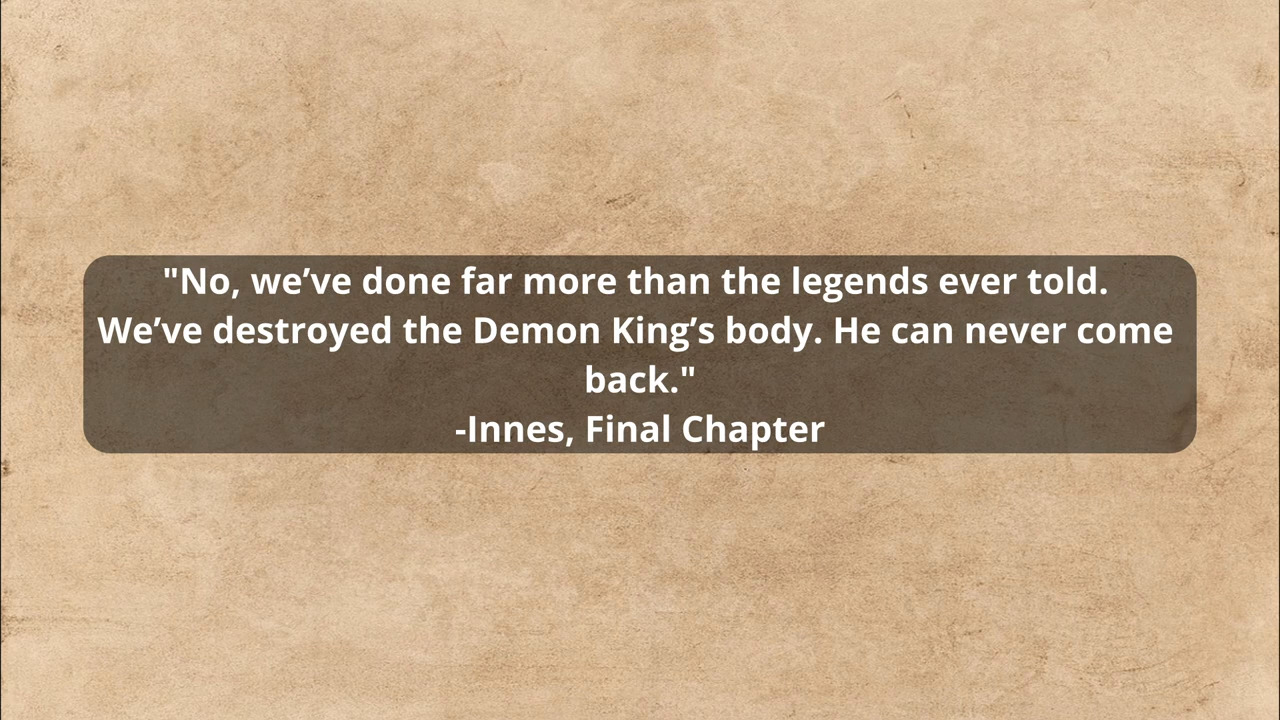 "No, we’ve done far more than the legends ever told.
We’ve destroyed the Demon King’s body. He can never come
back."
-Innes, Final Chapter